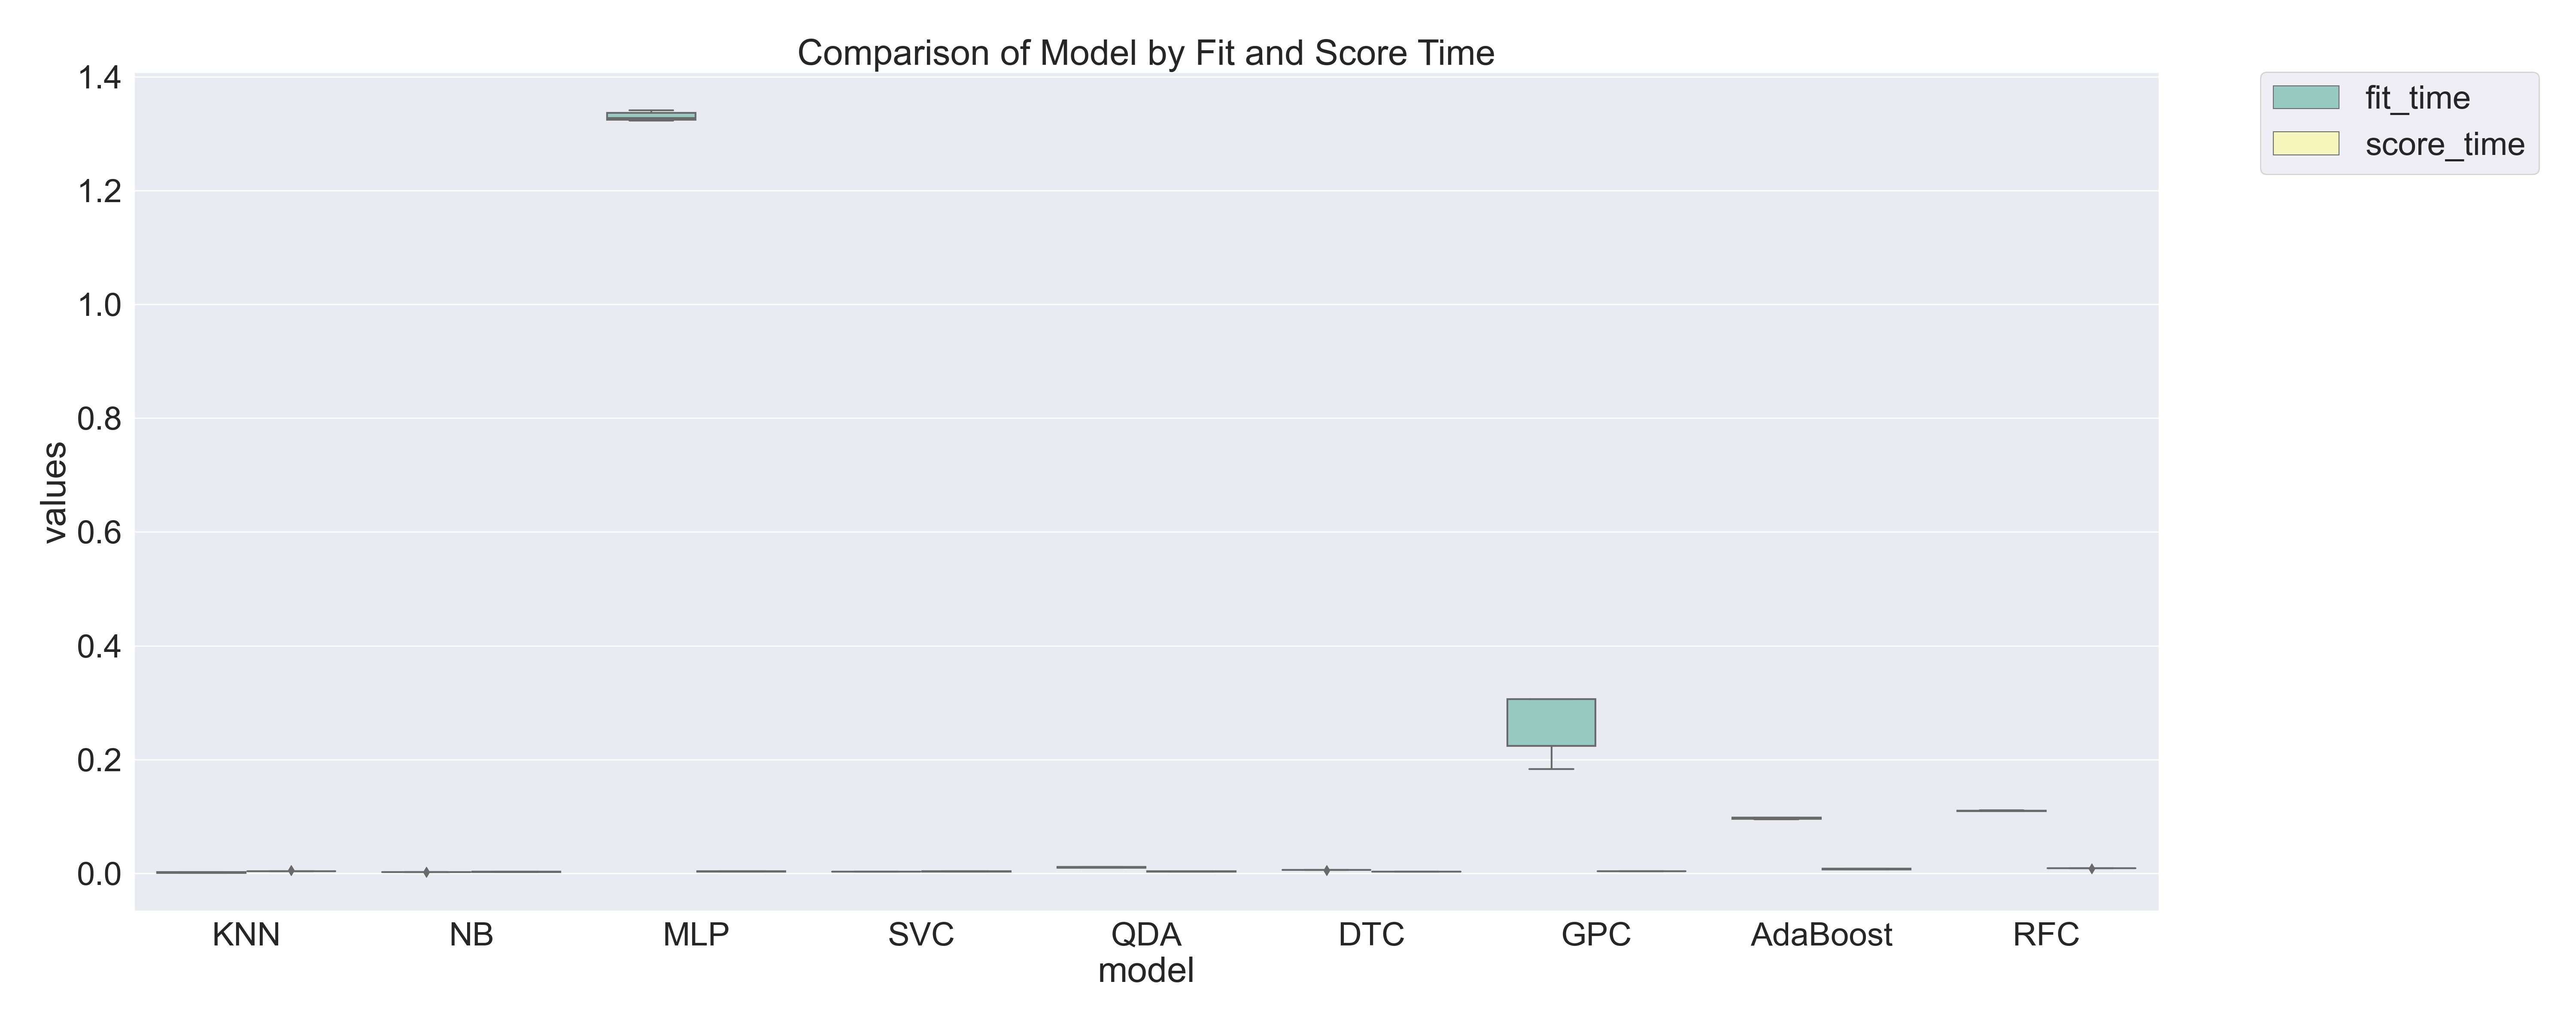 Comparison of Model by Fit and Score Time
fit_time
score_time
values
1.4
1.2
1.0
0.8
0.6
0.4
0.2
0.0
KNN NB MLP SVC QDA DTC GPC AdaBoost RFC
model